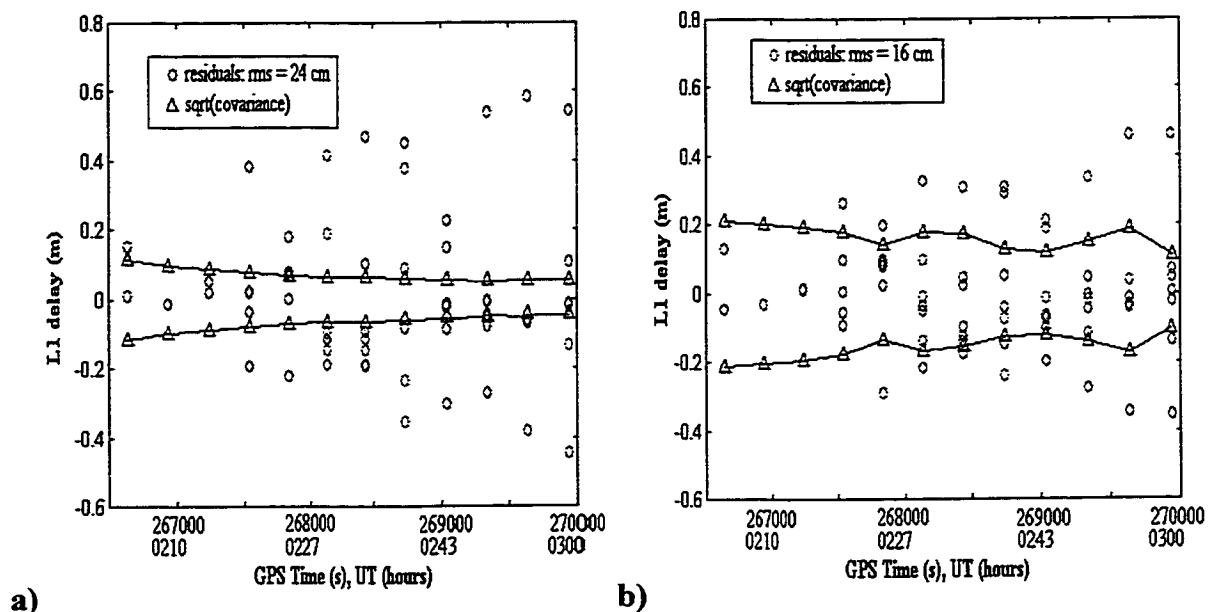 0.8
0.6
0.4
0.2
0
-0.2
-0.4
-0.6
L1 delay (m)
residuals: rms = 24 cm
sqrt(covariance)
267000 268000 269000 270000
0210 0227 0243 0300
GPS Time (s), UT (hours)
a)
0.8
0.6
0.4
0.2
0
-0.2
-0.4
-0.6
L1 delay (m)
residuals: rms = 16 cm
sqrt(covariance)
267000 268000 269000 270000
0210 0227 0243 0300
GPS Time (s), UT (hours)
b)